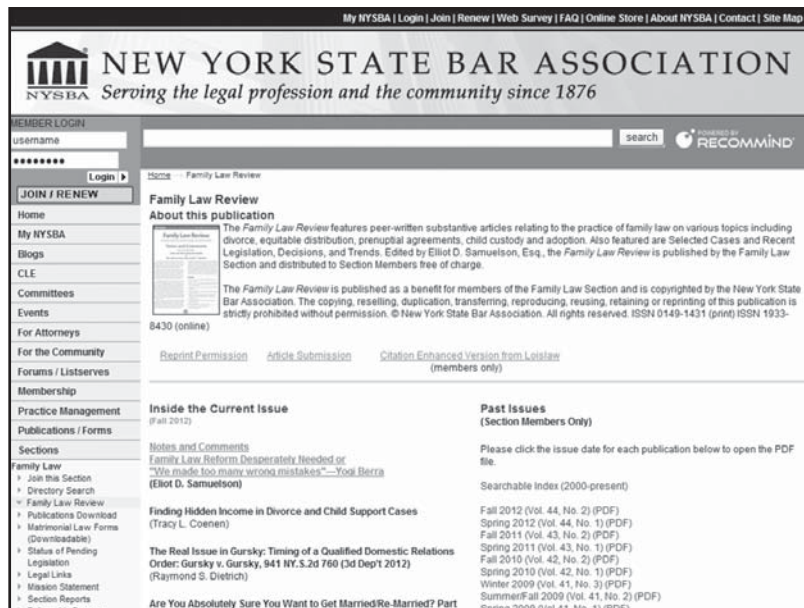 My NYSBA | Login | Join | Renew | Web Survey | FAQ | Online Store | About NYSBA | Contact | Site Map
NYSBA
NEW YORK STATE BAR ASSOCIATION
Serving the legal profession and the community since 1876
MEMBER LOGIN
username
Login
JOIN / RENEW
Home
My NYSBA
Blogs
CLE
Committees
Events
For Attorneys
For the Community
Forums / Listserves
Membership
Practice Management
Publications / Forms
Sections
Family Law
Join this Section
Directory Search
Family Law Review
Publications Download
Matrimonial Law Forms
(Downloadable)
Status of Pending
Legislation
Legal Links
Mission Statement
Section Reports
search
POWERED BY
RECOMMIND
Home Family Law Review
Family Law Review
About this publication
Family Law Review
The Family Law Review features peer-written substantive articles relating to the practice of family law on various topics including
divorce, equitable distribution, prenuptial agreements, child custody and adoption. Also featured are Selected Cases and Recent
Legislation, Decisions, and Trends. Edited by Elliot D. Samuelson, Esq., the Family Law Review is published by the Family Law
Section and distributed to Section Members free of charge.
The Family Law Review is published as a benefit for members of the Family Law Section and is copyrighted by the New York State
Bar Association. The copying, reselling, duplication, transferring, reproducing, reusing, retaining or reprinting of this publication is
strictly prohibited without permission. © New York State Bar Association. All rights reserved. ISSN 0149-1431 (print) ISSN 1933-
8430 (online)
Reprint Permission Article Submission Citation Enhanced Version from Loislaw
(members only)
Inside the Current Issue
(Fall 2012)
Notes and Comments
Family Law Reform Desperately Needed or
"We made too many wrong mistakes"—Yogi Berra
(Eliot D. Samuelson)
Finding Hidden Income in Divorce and Child Support Cases
(Tracy L. Coenen)
The Real Issue in Gursky: Timing of a Qualified Domestic Relations
Order: Gursky v. Gursky, 941 NY.S.2d 760 (3d Dep't 2012)
(Raymond S. Dietrich)
Are You Absolutely Sure You Want to Get Married/Re-Married? Part
Past Issues
(Section Members Only)
Please click the issue date for each publication below to open the PDF
file.
Searchable Index (2000-present)
Fall 2012 (Vol. 44, No. 2) (PDF)
Spring 2012 (Vol. 44, No. 1) (PDF)
Fall 2011 (Vol. 43, No. 2) (PDF)
Spring 2011 (Vol. 43, No. 1) (PDF)
Fall 2010 (Vol. 42, No. 2) (PDF)
Spring 2010 (Vol. 42, No. 1) (PDF)
Winter 2009 (Vol. 41, No. 3) (PDF)
Summer/Fall 2009 (Vol. 41, No. 2) (PDF)
Spring 2009 (Vol. 41, No. 1) (PDF)